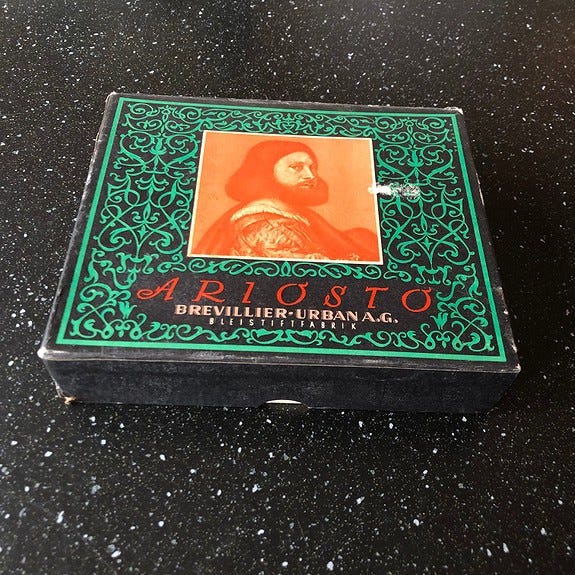 ARIOSTO
BREVILLIER-URBAN A.G.
BLEISTIFTFABRIK